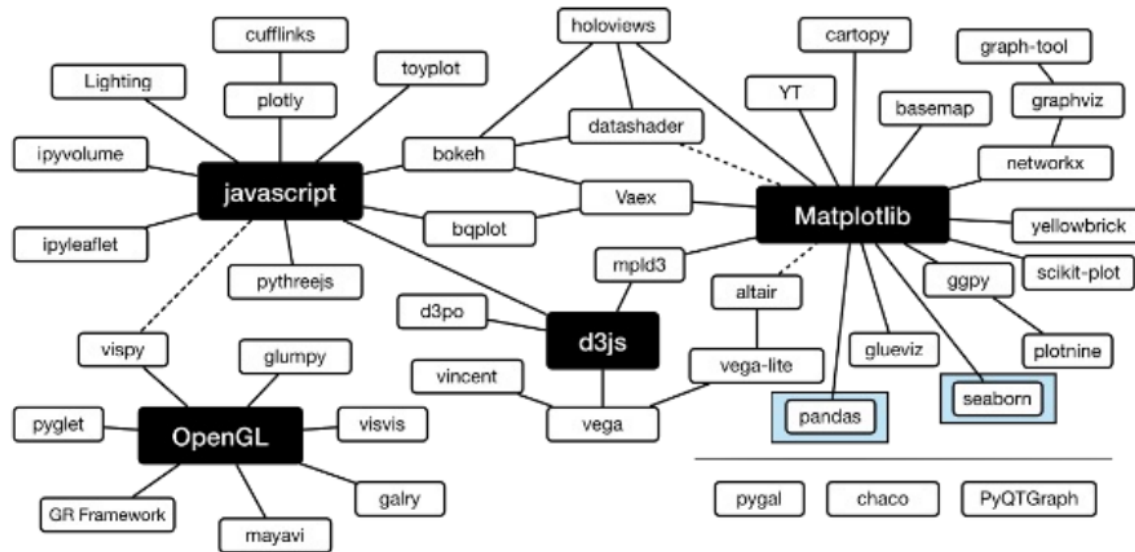 cufflinks
holoviews
cartopy
graph-tool
Lighting
toyplot
plotly
YT
graphviz
basemap
datashader
ipyvolume
bokeh
networkx
javascript
Vaex
Matplotlib
bqplot
yellowbrick
ipyleaflet
mpld3
scikit-plot
pythreejs
ggpy
altair
d3po
vispy
glumpy
d3js
glueviz
plotnine
vega-lite
vincent
seaborn
pandas
pyglet
OpenGL
visvis
vega
galry
pygal
chaco
PyQTGraph
GR Framework
mayavi